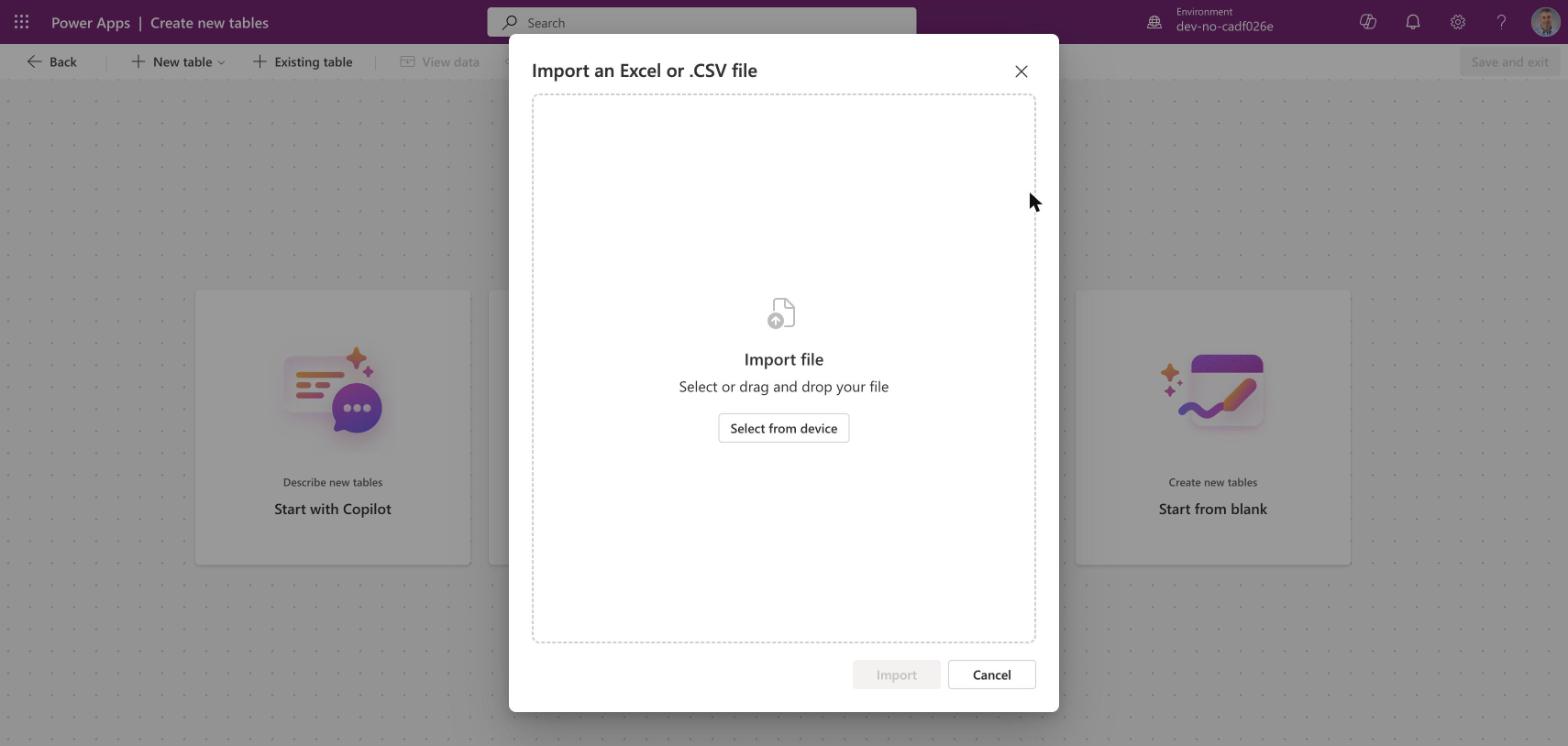 Power Apps | Create new tables
Search
Environment
dev-no-cadf026e
Back
New table
Existing table
View data
Save and exit
Import an Excel or .CSV file
Import file
Select or drag and drop your file
Select from device
Describe new tables
Start with Copilot
Create new tables
Start from blank
Import
Cancel